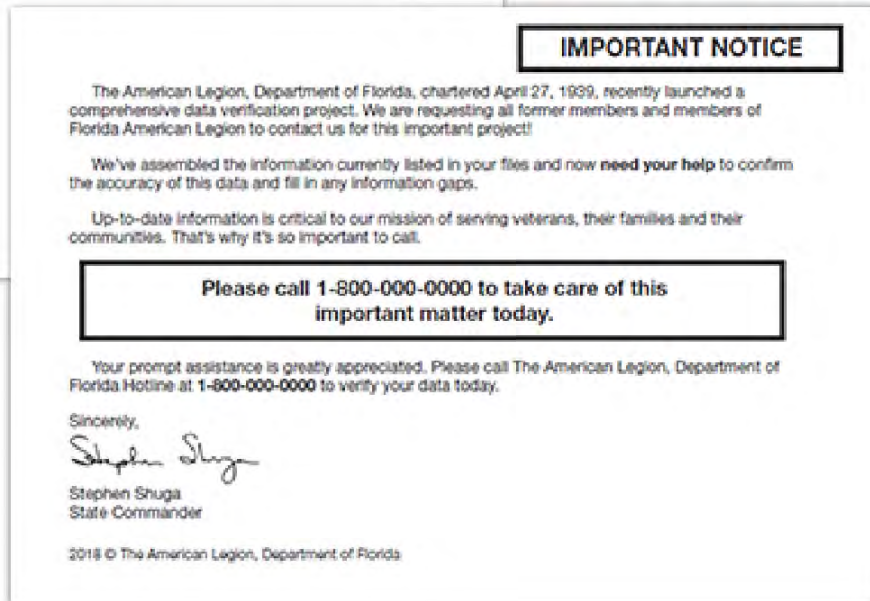 IMPORTANT NOTICE
The American Legion, Department of Florida, chartered April 27, 1939, recently launched a
comprehensive data verification project. We are requesting all former members and members of
Florida American Legion to contact us for this important project!
We've assembled the information currently listed in your files and now need your help to confirm
the accuracy of this data and fill in any information gaps.
Up-to-date information is critical to our mission of serving veterans, their families and their
communities. That's why it's so important to call.
Please call 1-800-000-0000 to take care of this
important matter today.
Your prompt assistance is greatly appreciated. Please call The American Legion, Department of
Florida Hotline at 1-800-000-0000 to verify your data today.
Sincerely,
Stephen Shuga
Stephen Shuga
State Commander
2018 © The American Legion, Department of Florida